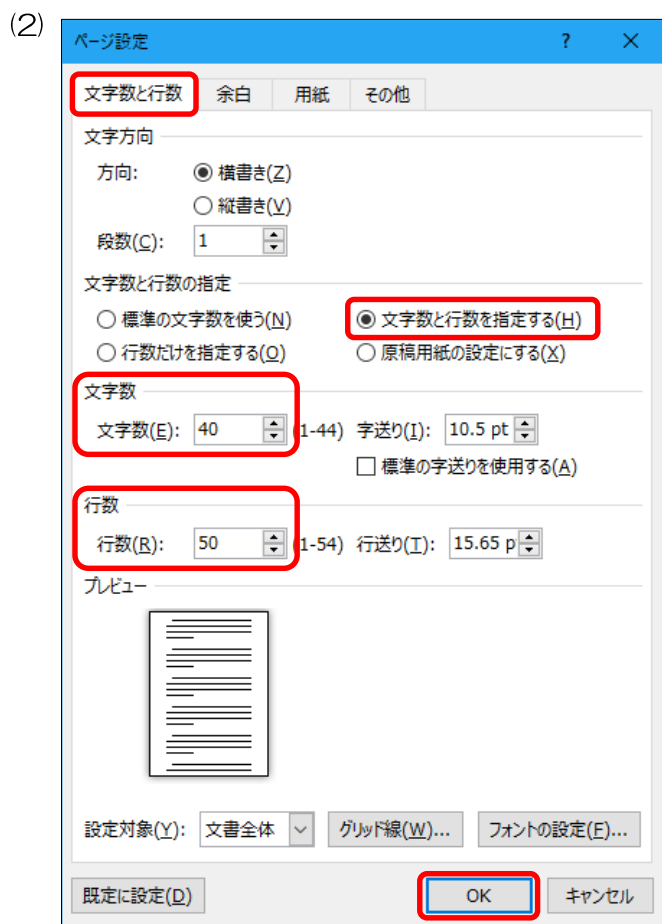 (2)
ページ設定 ? ×
文字数と行数 余白 用紙 その他
文字方向
方向: 横書き(Z)
縦書き(V)
段数(C): 1
文字数と行数の指定
標準の文字数を使う(N) 文字数と行数を指定する(H)
行数だけを指定する(O) 原稿用紙の設定にする(X)
文字数
文字数(E): 40 (1-44) 字送り(I): 10.5 pt
標準の字送りを使用する(A)
行数
行数(R): 50 (1-54) 行送り(T): 15.65 p
プレビュー
設定対象(Y): 文書全体 グリッド線(W)... フォントの設定(F)...
既定に設定(D) OK キャンセル